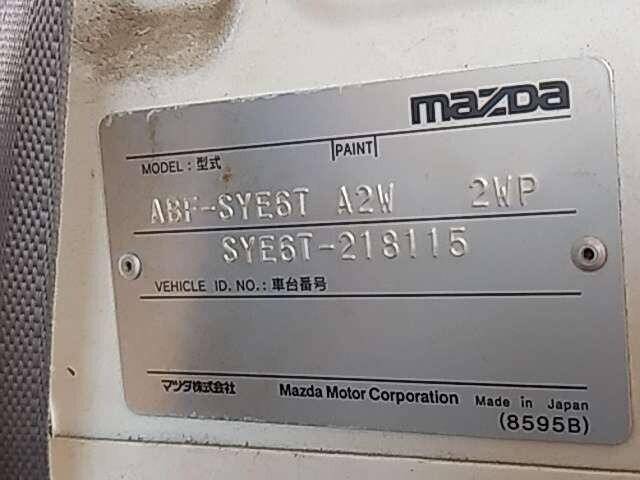 mazda
MODEL : 型式 PAINT
ABF-SYE6T A2W 2WP
SYE6T-218115
VEHICLE ID. NO. : 車台番号
マツダ株式会社 Mazda Motor Corporation Made in Japan
(8595B)